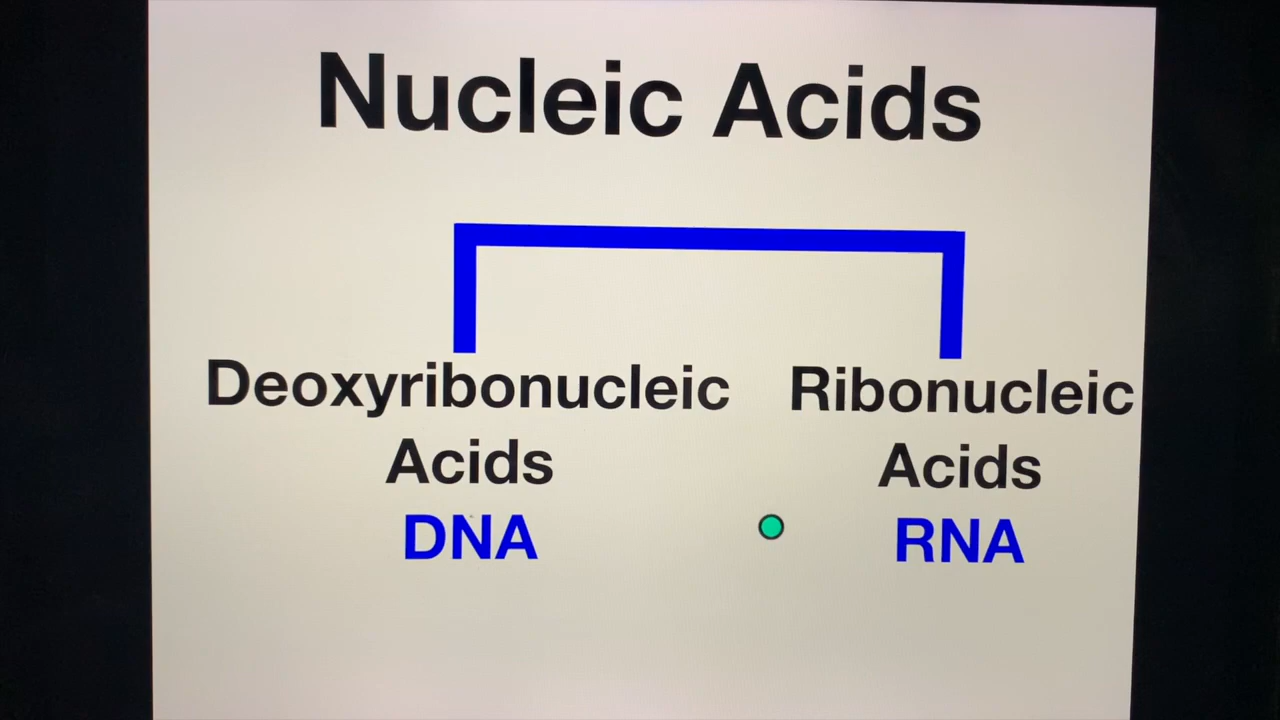 Nucleic Acids
Deoxyribonucleic
Acids
DNA
Ribonucleic
Acids
RNA